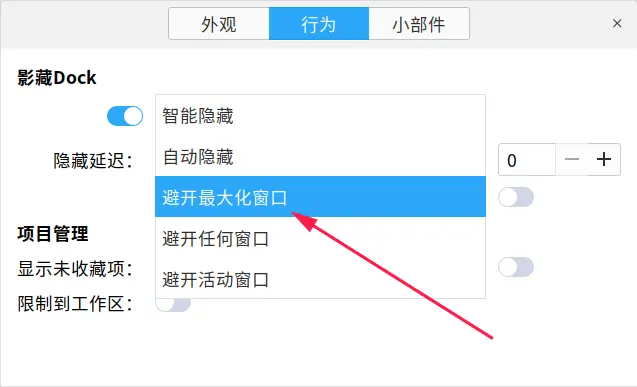 外观 行为 小部件 ×
影藏Dock
智能隐藏
自动隐藏
隐藏延迟： 0 − +
避开最大化窗口
项目管理
避开任何窗口
显示未收藏项：
避开活动窗口
限制到工作区：